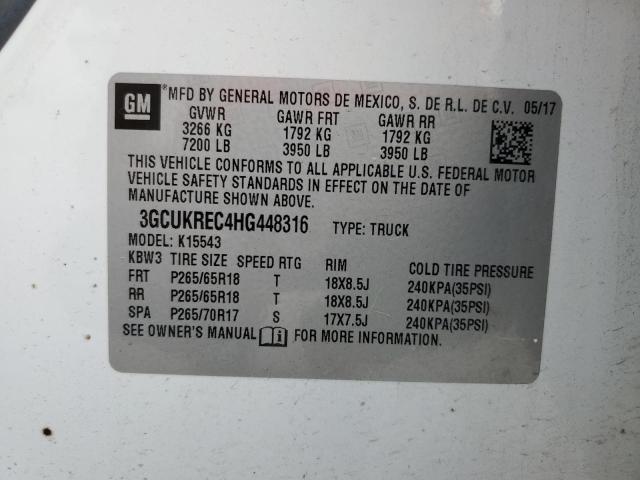 GM ®MFD BY GENERAL MOTORS DE MEXICO, S. DE R.L. DE C.V. 05/17
GVWR GAWR FRT GAWR RR
3266 KG 1792 KG 1792 KG
7200 LB 3950 LB 3950 LB
THIS VEHICLE CONFORMS TO ALL APPLICABLE U.S. FEDERAL MOTOR
VEHICLE SAFETY STANDARDS IN EFFECT ON THE DATE OF
MANUFACTURE SHOWN ABOVE.
3GCUKREC4HG448316 TYPE: TRUCK
MODEL: K15543
KBW3 TIRE SIZE SPEED RTG RIM COLD TIRE PRESSURE
FRT P265/65R18 T 18X8.5J 240KPA(35PSI)
RR P265/65R18 T 18X8.5J 240KPA(35PSI)
SPA P265/70R17 S 17X7.5J 240KPA(35PSI)
SEE OWNER'S MANUAL FOR MORE INFORMATION.